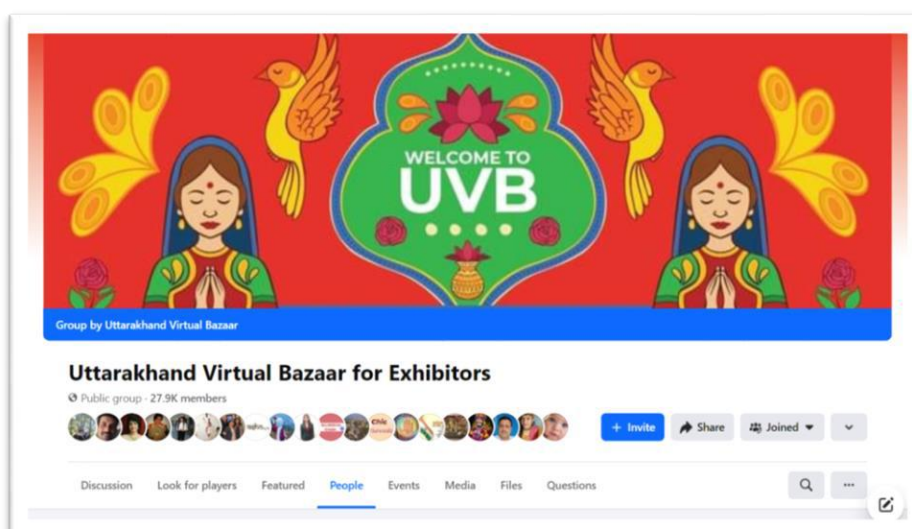 WELCOME TO
UVB
Group by Uttarakhand Virtual Bazaar
Uttarakhand Virtual Bazaar for Exhibitors
Public group · 27.9K members
Chic
+ Invite
Share
Joined
Discussion
Look for players
Featured
People
Events
Media
Files
Questions